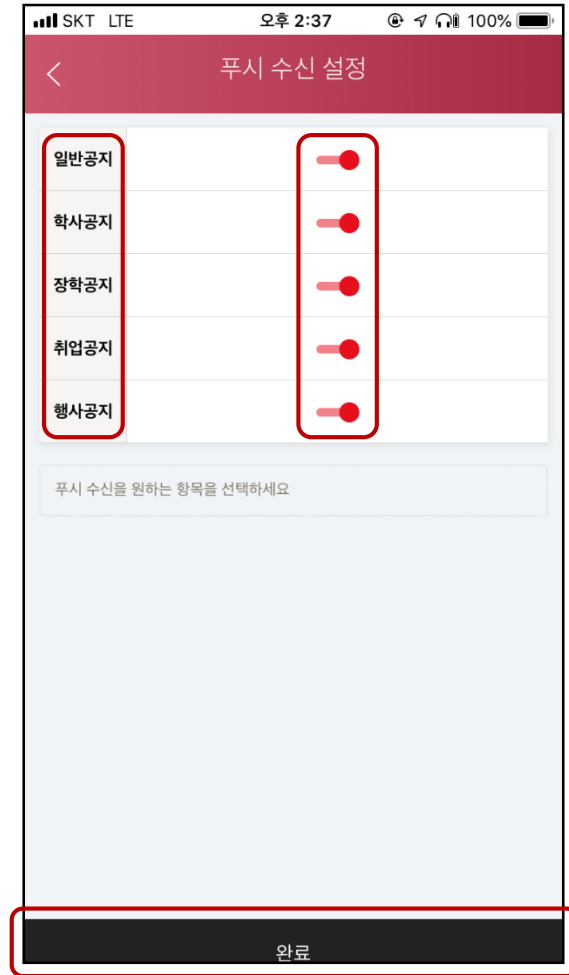 SKT LTE 오후 2:37 100%
푸시 수신 설정
일반공지
학사공지
장학공지
취업공지
행사공지
푸시 수신을 원하는 항목을 선택하세요
완료